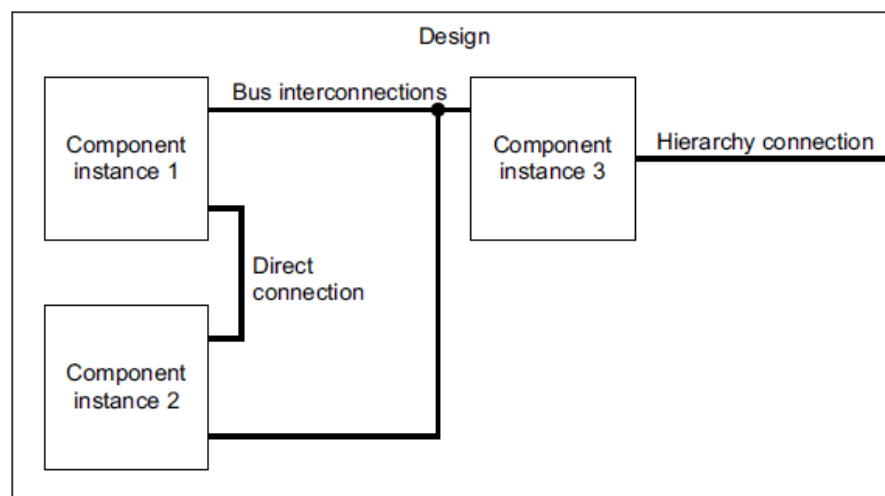 Design
Bus interconnections
Component
instance 1
Component
instance 3
Hierarchy connection
Direct
connection
Component
instance 2